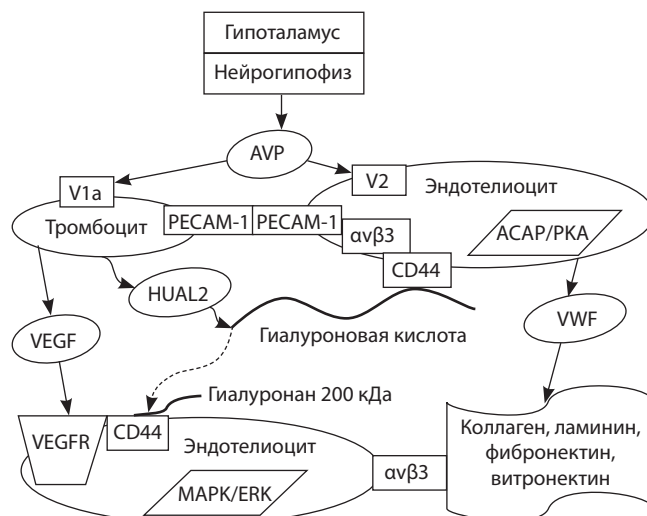 Гипоталамус
Нейрогипофиз
AVP
V1a
V2
Эндотелиоцит
Тромбоцит
PECAM-1
PECAM-1
αvβ3
ACAP/PKA
CD44
HUAL2
VEGF
Гиалуроновая кислота
VWF
Гиалуронан 200 кДа
VEGFR
CD44
Эндотелиоцит
MAPK/ERK
αvβ3
Коллаген, ламинин,
фибронектин,
витронектин